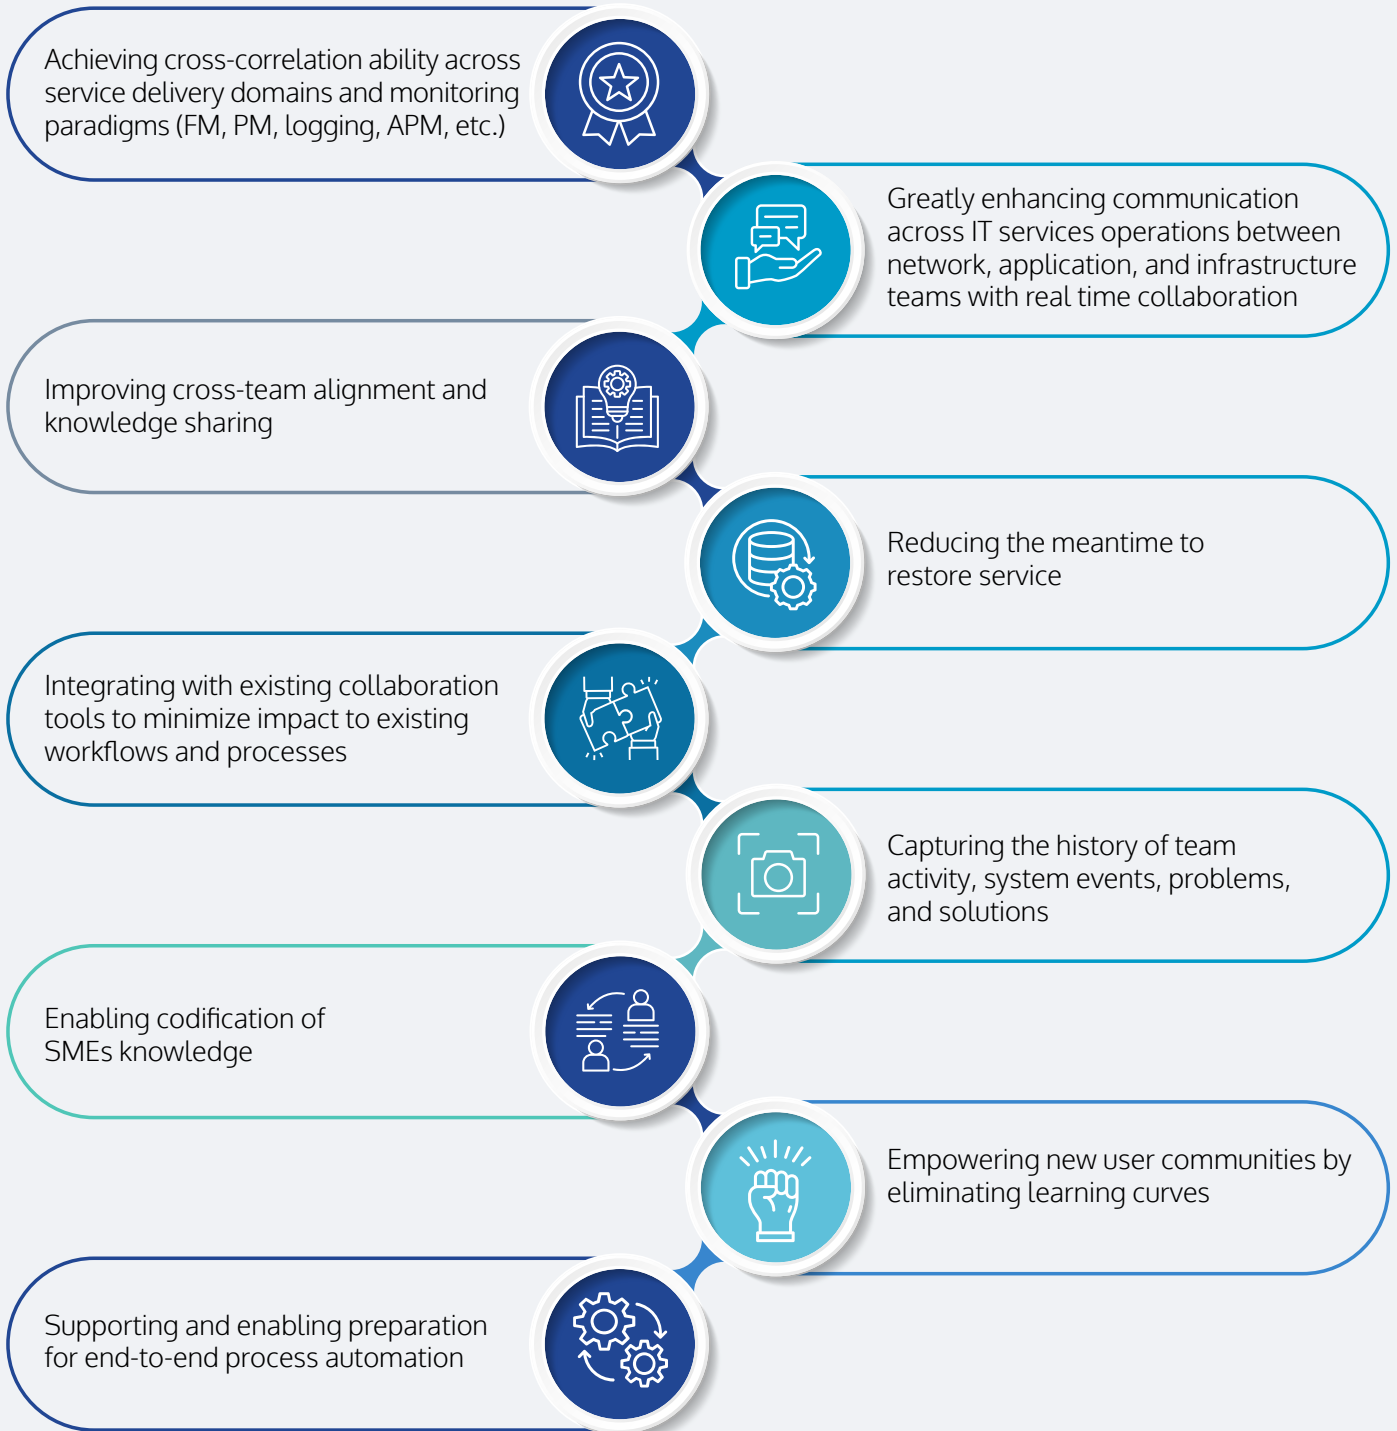 Achieving cross-correlation ability across
service delivery domains and monitoring
paradigms (FM, PM, logging, APM, etc.)
Greatly enhancing communication
across IT services operations between
network, application, and infrastructure
teams with real time collaboration
Improving cross-team alignment and
knowledge sharing
Reducing the meantime to
restore service
Integrating with existing collaboration
tools to minimize impact to existing
workflows and processes
Capturing the history of team
activity, system events, problems,
and solutions
Enabling codification of
SMEs knowledge
Empowering new user communities by
eliminating learning curves
Supporting and enabling preparation
for end-to-end process automation